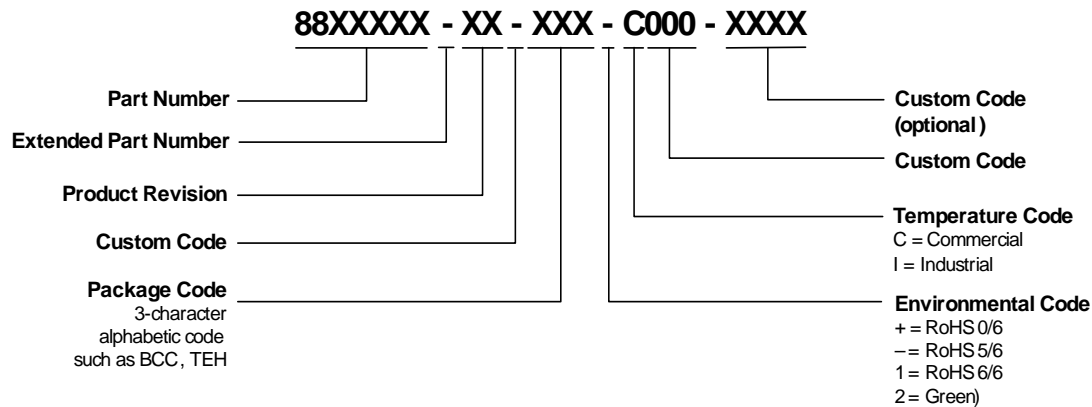 88XXXXX - XX - XXX - C000 - XXXX
Part Number
Extended Part Number
Product Revision
Custom Code
Package Code
3-character
alphabetic code
such as BCC, TEH
Custom Code
(optional)
Custom Code
Temperature Code
C = Commercial
I = Industrial
Environmental Code
+ = RoHS 0/6
– = RoHS 5/6
1 = RoHS 6/6
2 = Green)